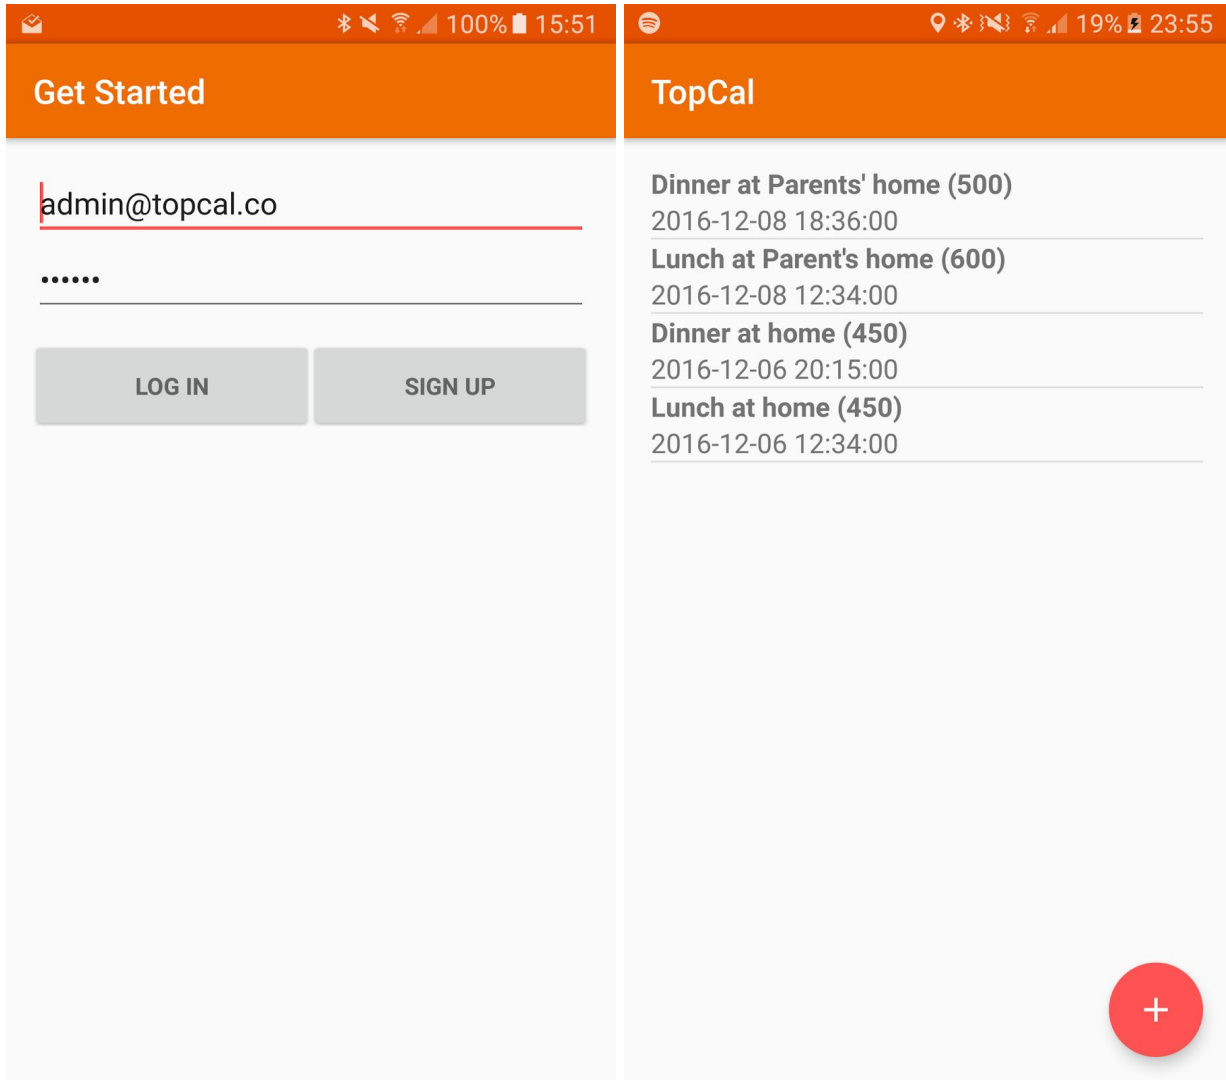 100% 15:51
Get Started
admin@topcal.co
••••••
LOG IN
SIGN UP
19% 23:55
TopCal
Dinner at Parents' home (500)
2016-12-08 18:36:00
Lunch at Parent's home (600)
2016-12-08 12:34:00
Dinner at home (450)
2016-12-06 20:15:00
Lunch at home (450)
2016-12-06 12:34:00
+